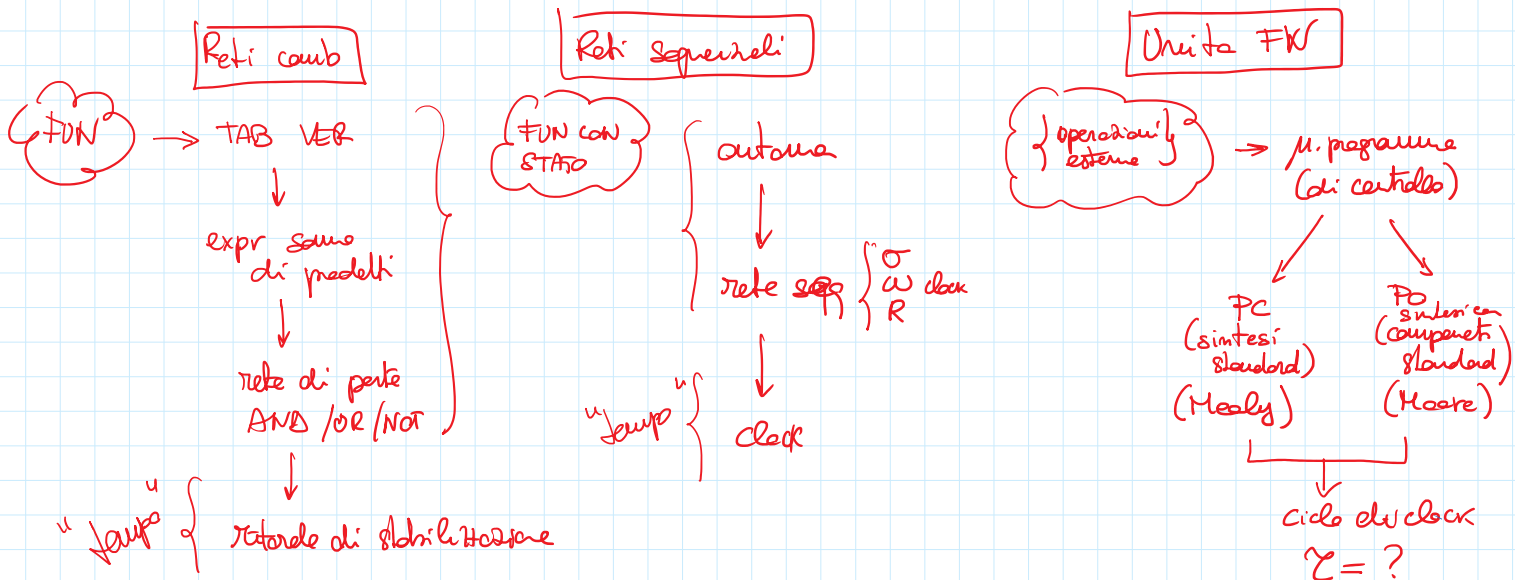 Reti comb
FUN → TAB VER
expr somme
di prodotti
rete di porte
AND/OR/NOT
"Tempo" { ritardo di stabilizzazione
Reti sequenziali
FUN CON
STATO
automa
rete seq { σ
ω clock
R
"Tempo" { clock
Unità FW
{operazioni
esterne} → μ.programma
(di controllo)
PC
(sintesi
standard)
(Mealy)
PO
sintesi con
(componenti
standard)
(Moore)
ciclo di clock
τ = ?